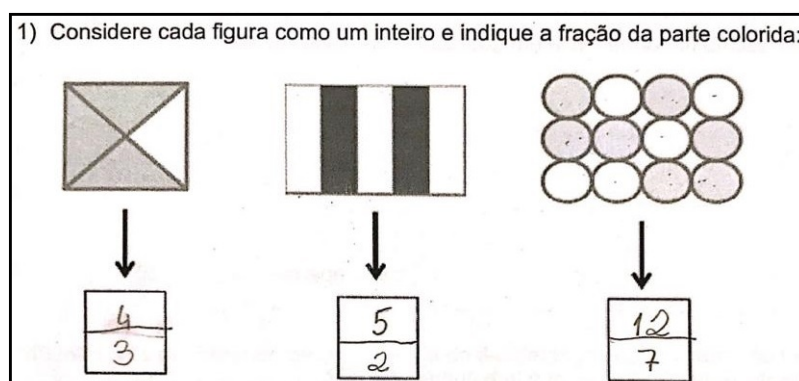 1) Considere cada figura como um inteiro e indique a fração da parte colorida:
4 5 12
3 2 7